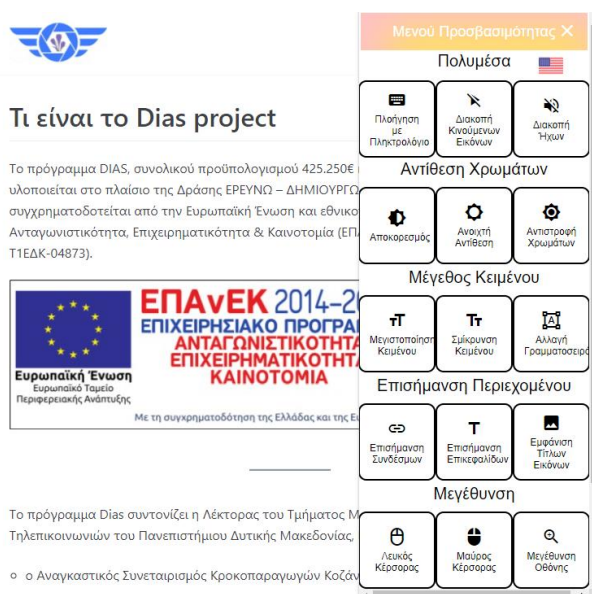 Τι είναι το Dias project
Το πρόγραμμα DIAS, συνολικού προϋπολογισμού 425.250€
υλοποιείται στο πλαίσιο της Δράσης ΕΡΕΥΝΩ – ΔΗΜΙΟΥΡΓΩ
συγχρηματοδοτείται από την Ευρωπαϊκή Ένωση και εθνικο
Ανταγωνιστικότητα, Επιχειρηματικότητα & Καινοτομία (ΕΠ
Τ1ΕΔΚ-04873).
Ευρωπαϊκή Ένωση
Ευρωπαϊκό Ταμείο
Περιφερειακής Ανάπτυξης
ΕΠΑνΕΚ 2014–2
ΕΠΙΧΕΙΡΗΣΙΑΚΟ ΠΡΟΓΡΑ
ΑΝΤΑΓΩΝΙΣΤΙΚΟΤΗΤΑ
ΕΠΙΧΕΙΡΗΜΑΤΙΚΟΤΗΤΑ
ΚΑΙΝΟΤΟΜΙΑ
Με τη συγχρηματοδότηση της Ελλάδας και της Ε
Το πρόγραμμα Dias συντονίζει η Λέκτορας του Τμήματος Μ
Τηλεπικοινωνιών του Πανεπιστήμιου Δυτικής Μακεδονίας,
ο Αναγκαστικός Συνεταιρισμός Κροκοπαραγωγών Κοζάν
Μενού Προσβασιμότητας ✕
Πολυμέσα
Πλοήγηση
με
Πληκτρολόγιο
Διακοπή
Κινούμενων
Εικόνων
Διακοπή
Ήχων
Αντίθεση Χρωμάτων
Αποκορεσμός
Ανοιχτή
Αντίθεση
Αντιστροφή
Χρωμάτων
Μέγεθος Κειμένου
Μεγιστοποίηση
Κειμένου
Σμίκρυνση
Κειμένου
Αλλαγή
Γραμματοσειρά
Επισήμανση Περιεχομένου
Επισήμανση
Συνδέσμων
Επισήμανση
Επικεφαλίδων
Εμφάνιση
Τίτλων
Εικόνων
Μεγέθυνση
Λευκός
Κέρσορας
Μαύρος
Κέρσορας
Μεγέθυνση
Οθόνης